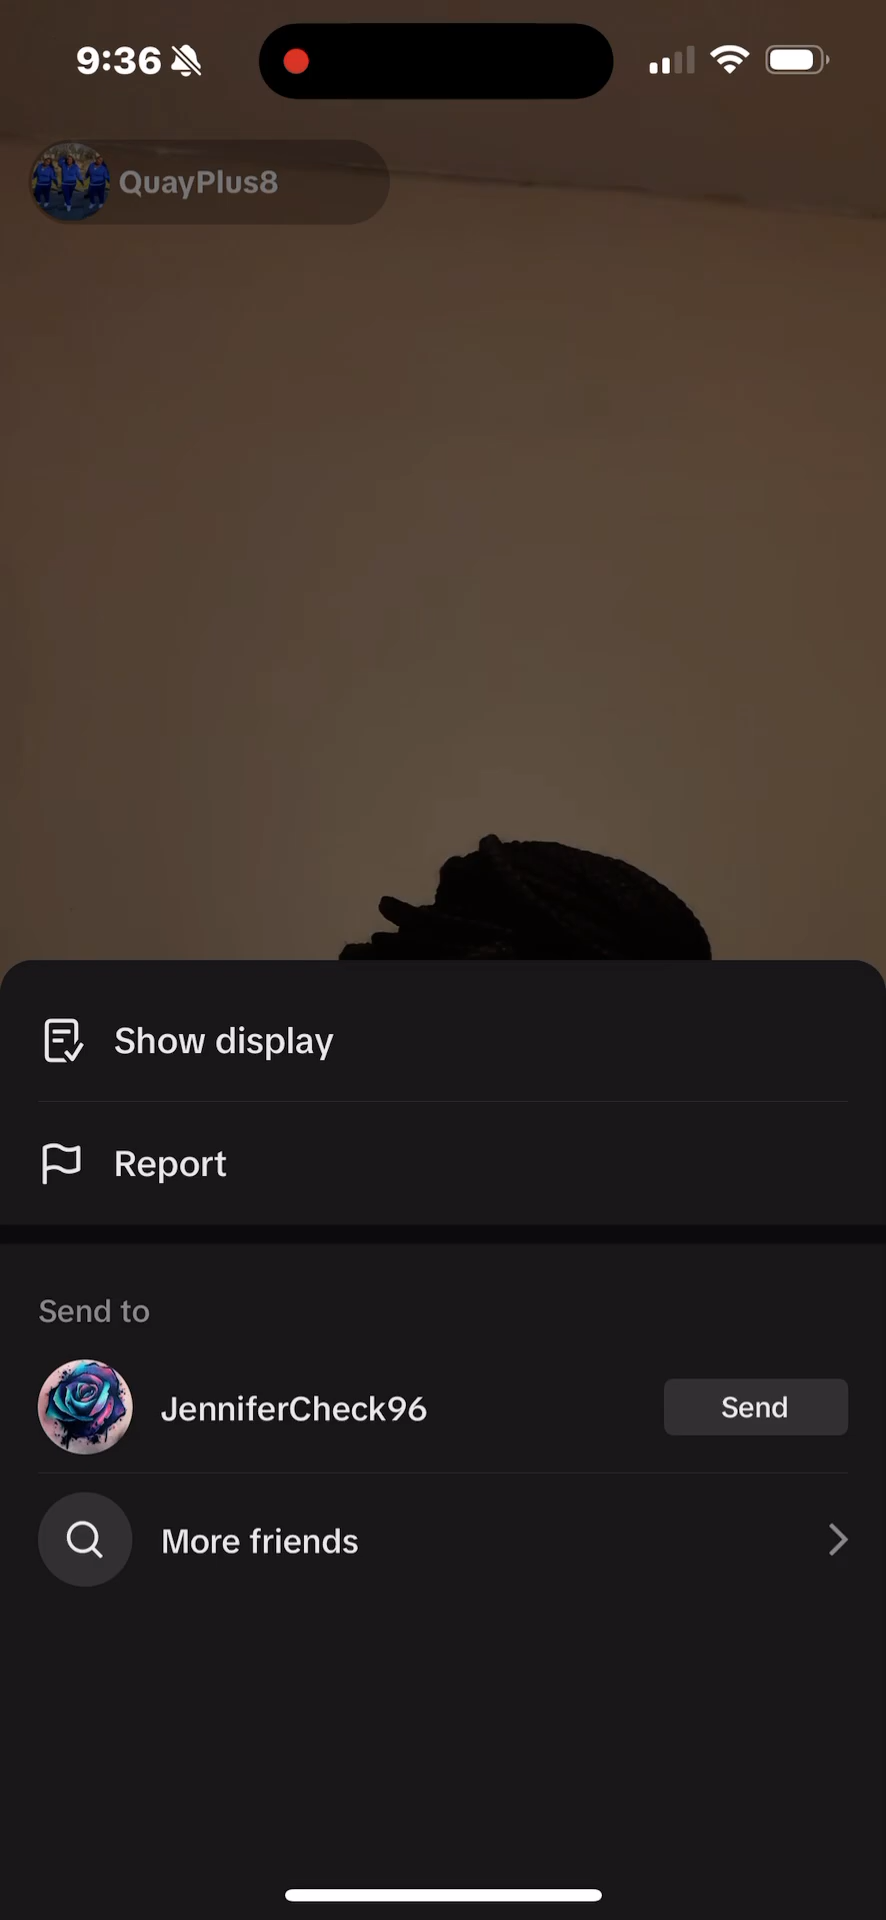 9:36
QuayPlus8
Show display
Report
Send to
JenniferCheck96
Send
More friends